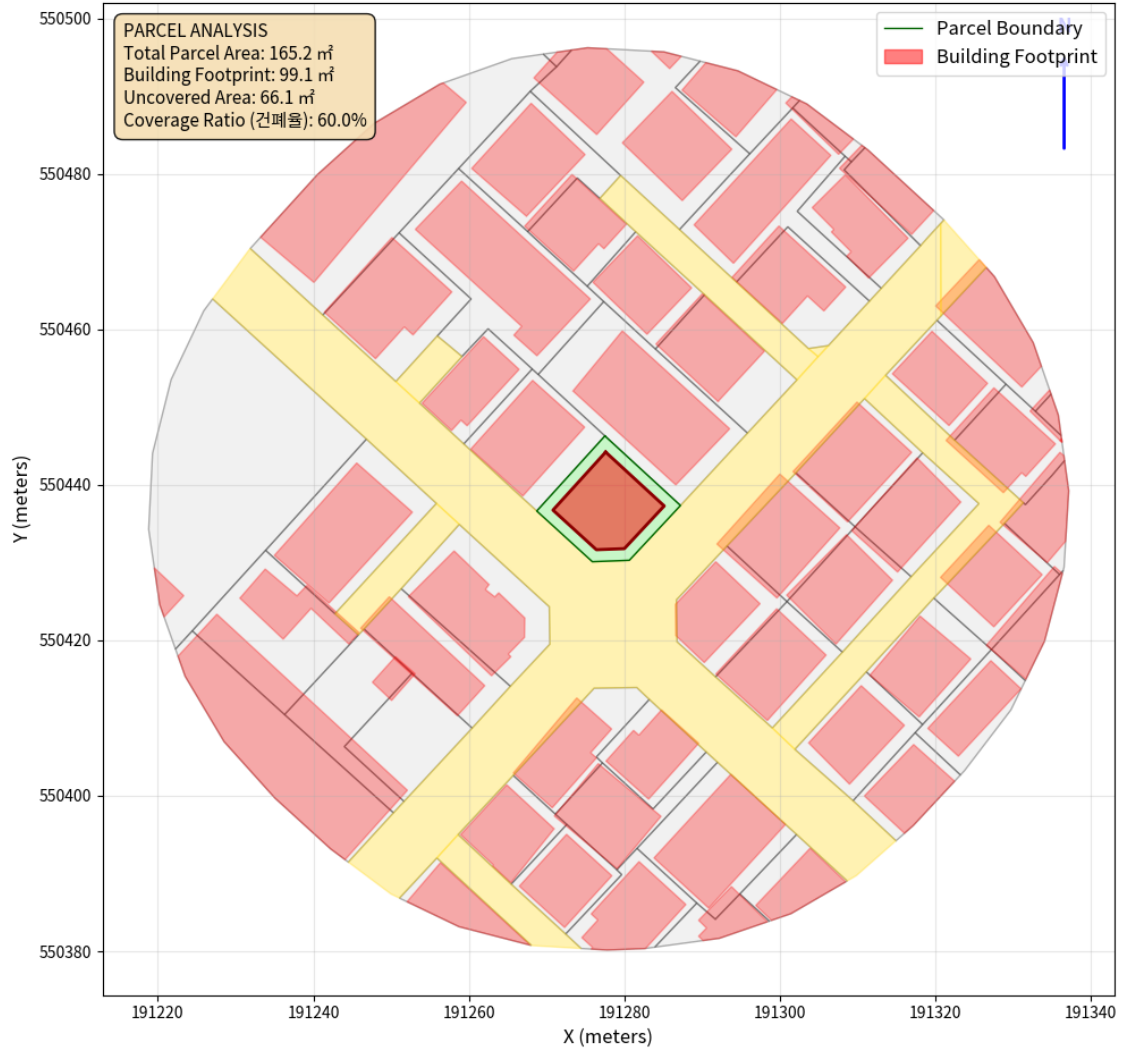 550500
550480
550460
550440
550420
550400
550380
Y (meters)
PARCEL ANALYSIS
Total Parcel Area: 165.2 ㎡
Building Footprint: 99.1 ㎡
Uncovered Area: 66.1 ㎡
Coverage Ratio (건폐율): 60.0%
Parcel Boundary
Building Footprint
N
191220
191240
191260
191280
191300
191320
191340
X (meters)